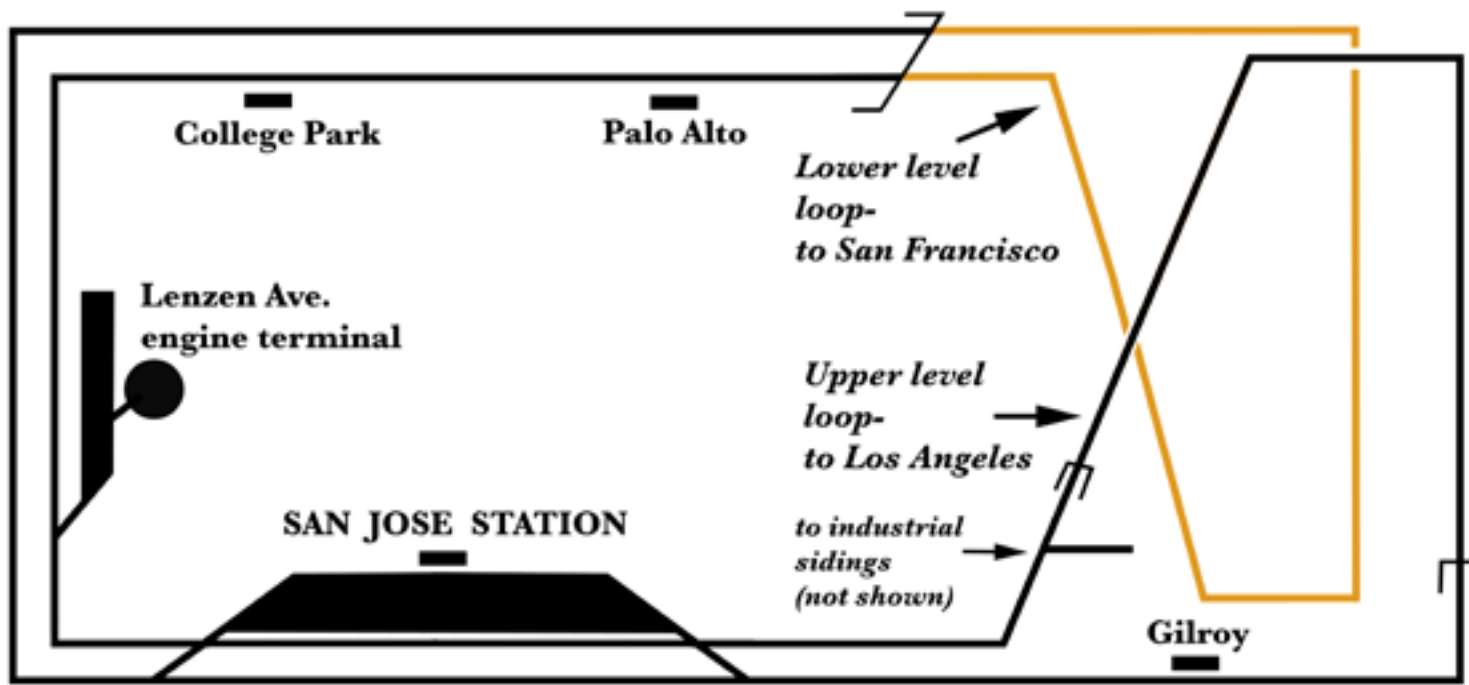 College Park
Palo Alto
Lower level
loop-
to San Francisco
Lenzen Ave.
engine terminal
Upper level
loop-
to Los Angeles
SAN JOSE STATION
to industrial
sidings
(not shown)
Gilroy